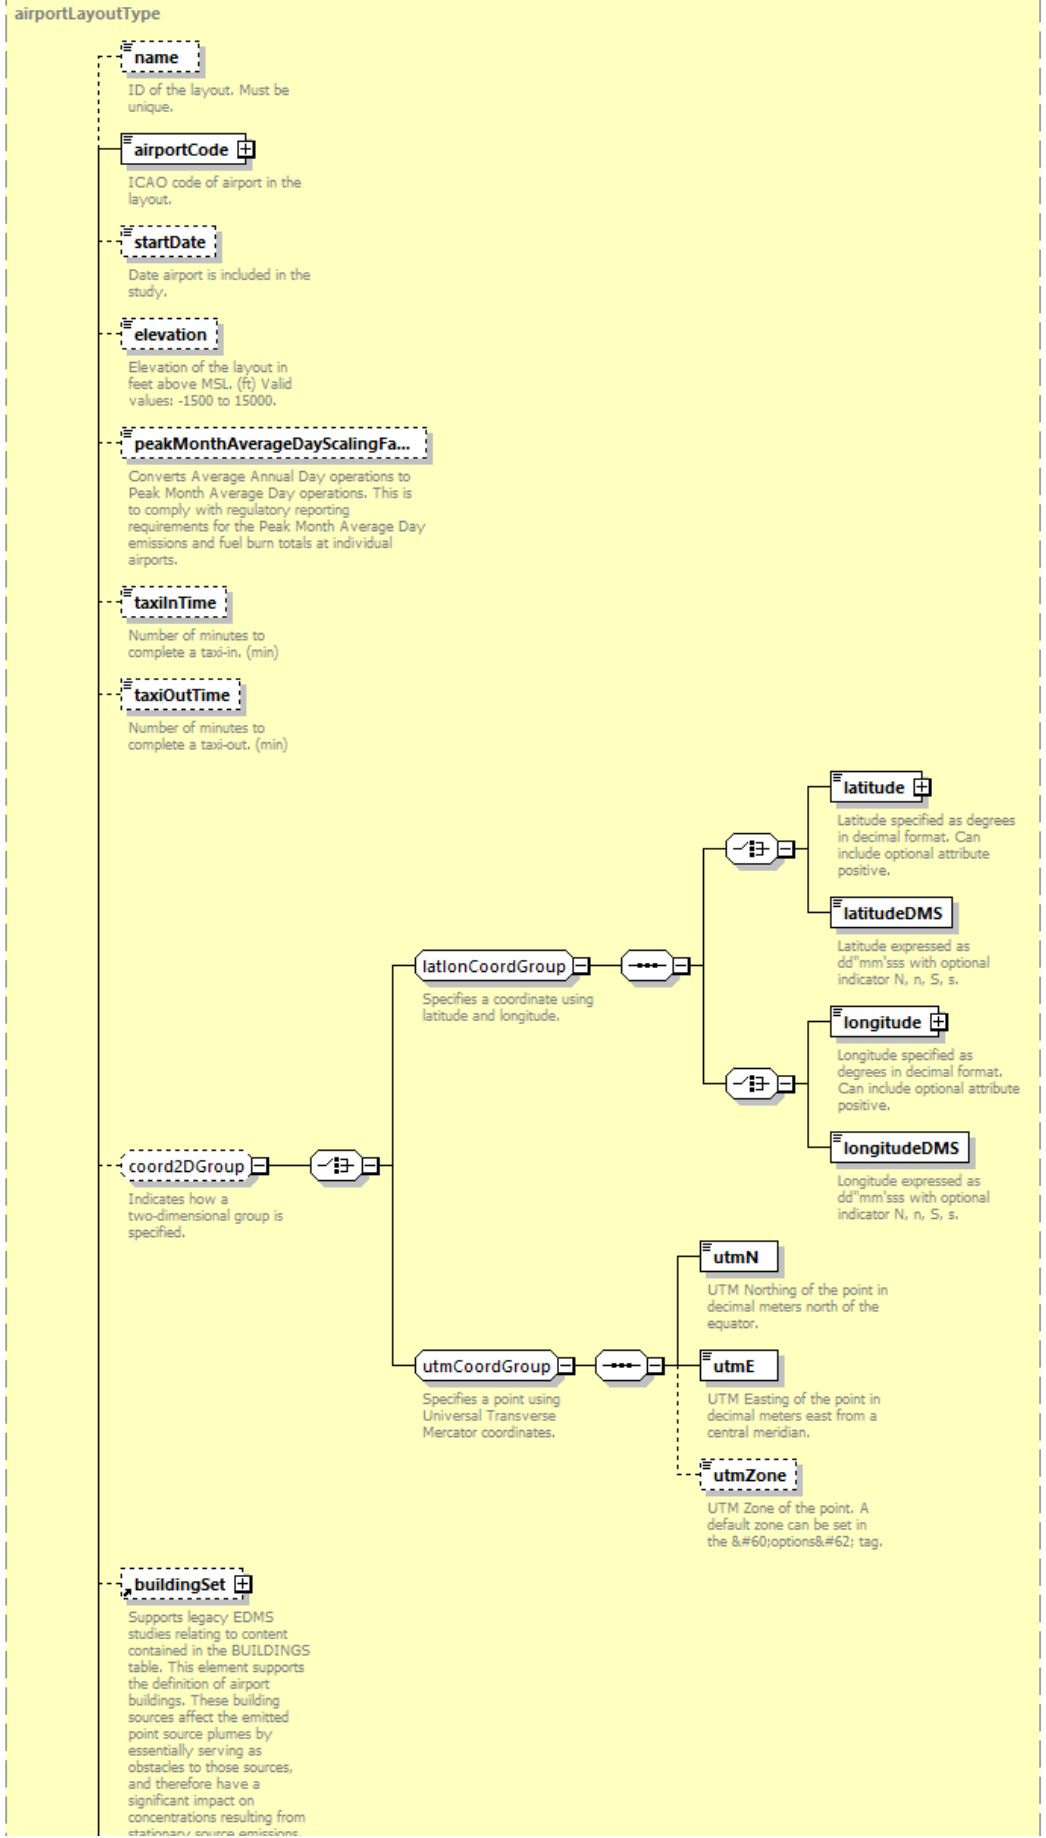 airportLayoutType
name
ID of the layout. Must be
unique.
airportCode
ICAO code of airport in the
layout.
startDate
Date airport is included in the
study.
elevation
Elevation of the layout in
feet above MSL. (ft) Valid
values: -1500 to 15000.
peakMonthAverageDayScalingFa...
Converts Average Annual Day operations to
Peak Month Average Day operations. This is
to comply with regulatory reporting
requirements for the Peak Month Average Day
emissions and fuel burn totals at individual
airports.
taxiInTime
Number of minutes to
complete a taxi-in. (min)
taxiOutTime
Number of minutes to
complete a taxi-out. (min)
latitude
Latitude specified as degrees
in decimal format. Can
include optional attribute
positive.
latitudeDMS
Latitude expressed as
dd"mm'sss with optional
indicator N, n, S, s.
latlonCoordGroup
Specifies a coordinate using
latitude and longitude.
longitude
Longitude specified as
degrees in decimal format.
Can include optional attribute
positive.
longitudeDMS
Longitude expressed as
dd"mm'sss with optional
indicator N, n, S, s.
coord2DGroup
Indicates how a
two-dimensional group is
specified.
utmN
UTM Northing of the point in
decimal meters north of the
equator.
utmCoordGroup
Specifies a point using
Universal Transverse
Mercator coordinates.
utmE
UTM Easting of the point in
decimal meters east from a
central meridian.
utmZone
UTM Zone of the point. A
default zone can be set in
the &#60;options&#62; tag.
buildingSet
Supports legacy EDMS
studies relating to content
contained in the BUILDINGS
table. This element supports
the definition of airport
buildings. These building
sources affect the emitted
point source plumes by
essentially serving as
obstacles to those sources,
and therefore have a
significant impact on
concentrations resulting from
stationary source emissions.